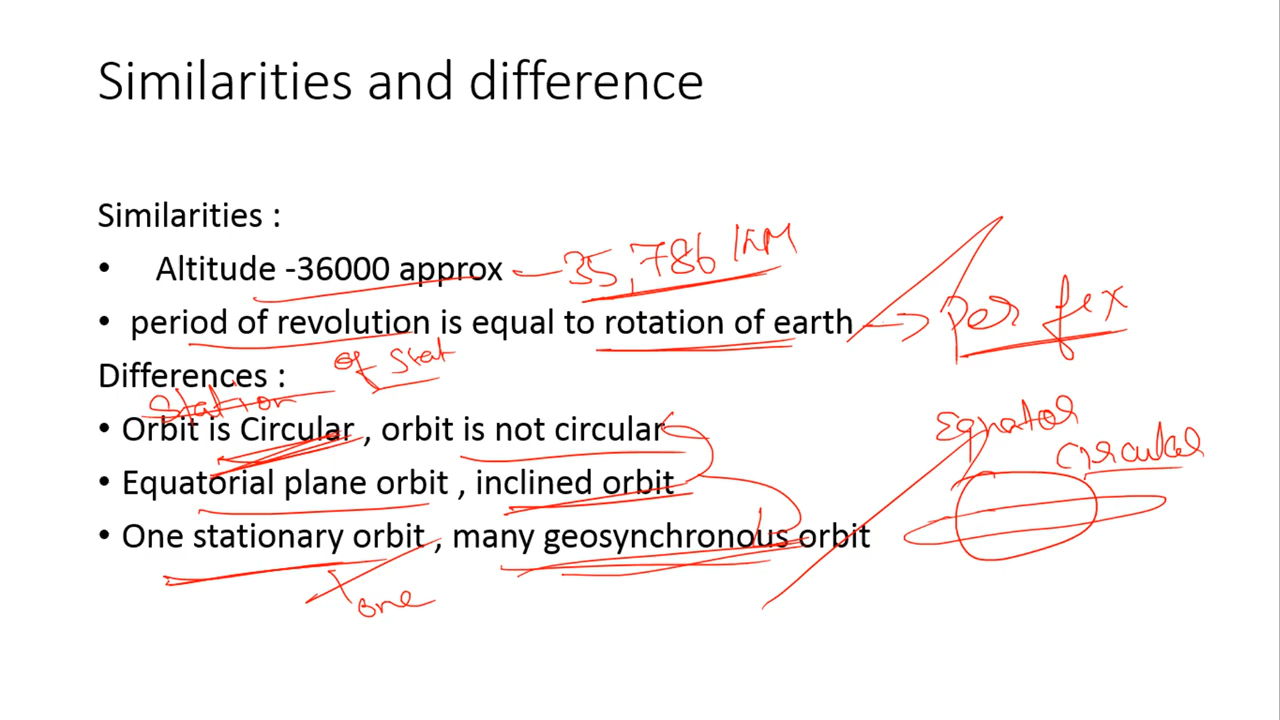 Similarities and difference
Similarities :
• Altitude -36000 approx 35,786 KM
• period of revolution is equal to rotation of earth
Differences :
of Stat
Station
• Orbit is Circular , orbit is not circular
Equator
circular
• Equatorial plane orbit , inclined orbit
• One stationary orbit , many geosynchronous orbit
one